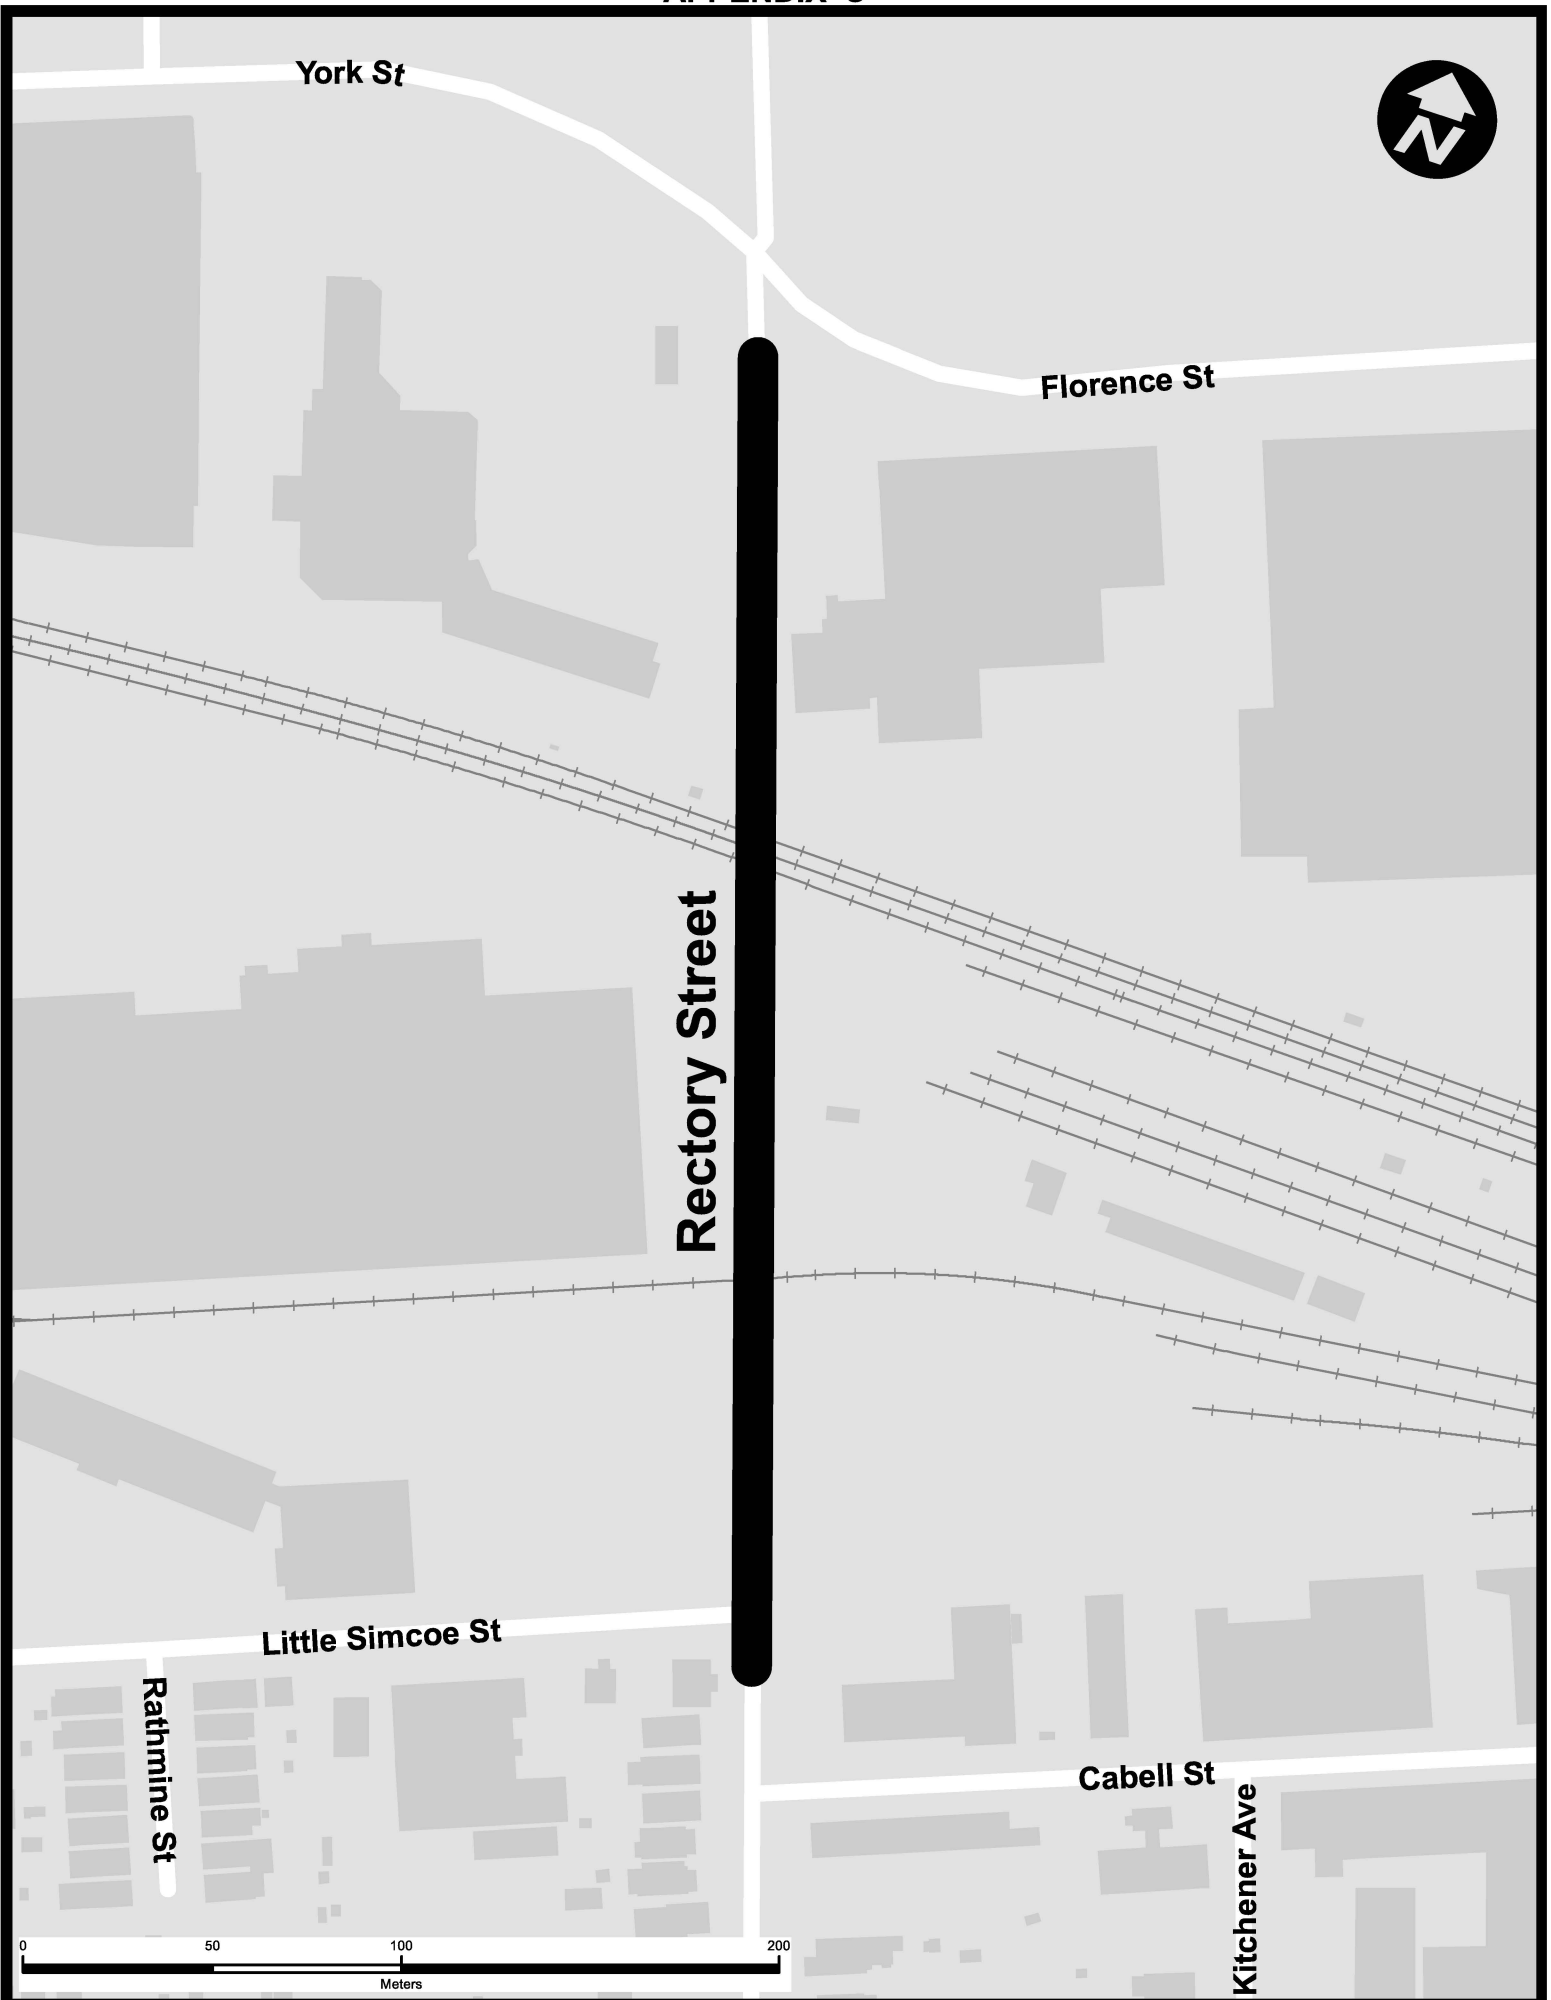 York St
N
Florence St
Rectory Street
Little Simcoe St
Rathmine St
Cabell St
Kitchener Ave
0 50 100 200
Meters